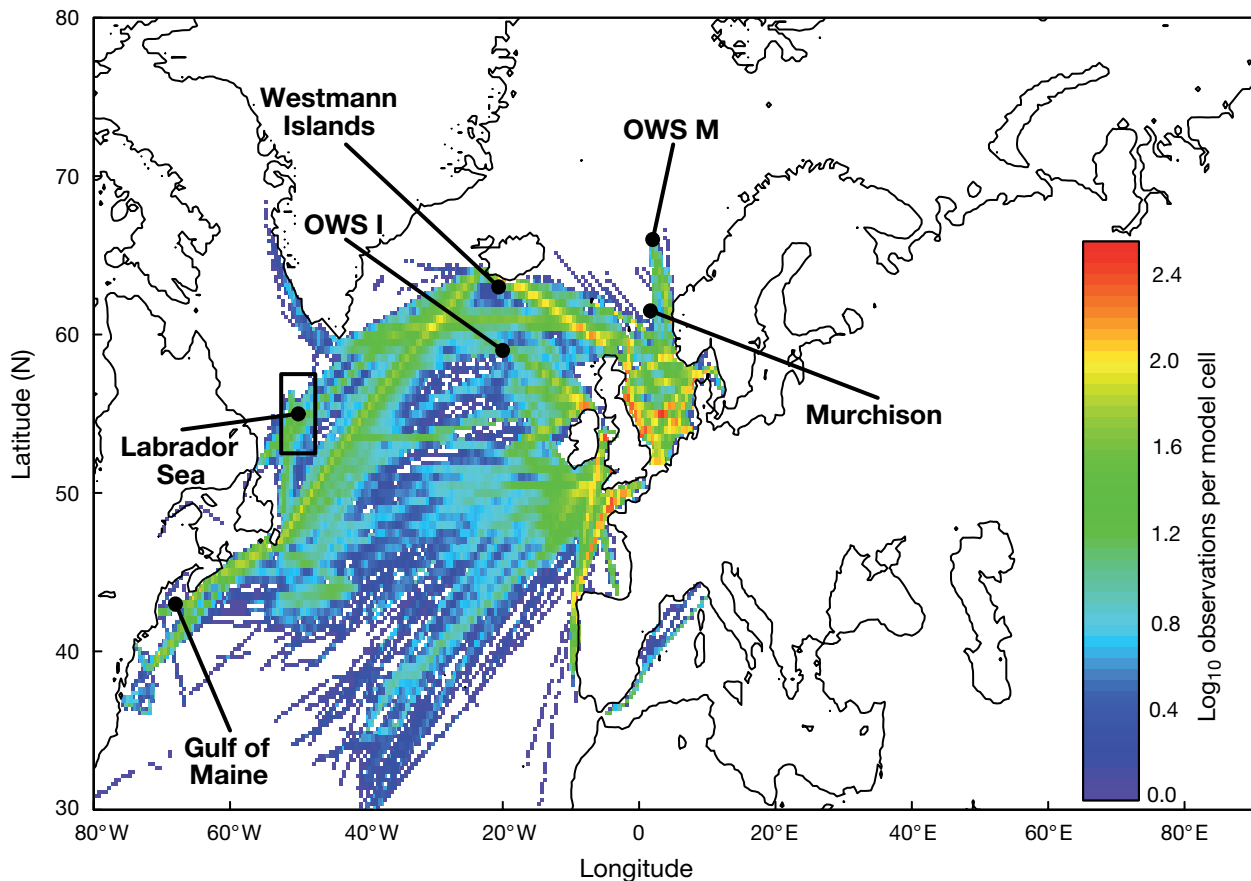 80
70
60
50
40
30
Latitude (N)
Westmann
Islands
OWS M
OWS I
Labrador
Sea
Murchison
Gulf of
Maine
2.4
2.0
1.6
1.2
0.8
0.4
0.0
Log10 observations per model cell
80°W
60°W
40°W
20°W
0
20°E
40°E
60°E
80°E
Longitude